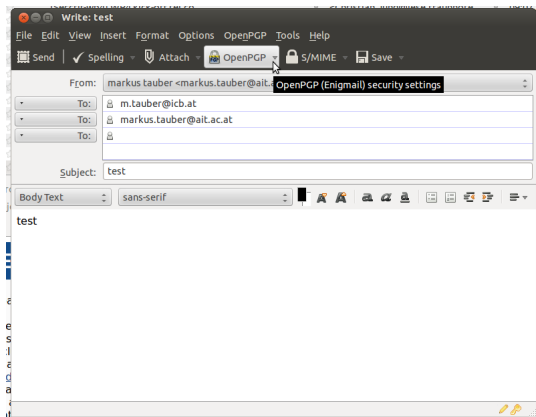 Write: test
File Edit View Insert Format Options OpenPGP Tools Help
Send Spelling Attach OpenPGP S/MIME Save
From: markus tauber <markus.tauber@ait.
OpenPGP (Enigmail) security settings
To: m.tauber@icb.at
To: markus.tauber@ait.ac.at
To:
Subject: test
Body Text sans-serif
test